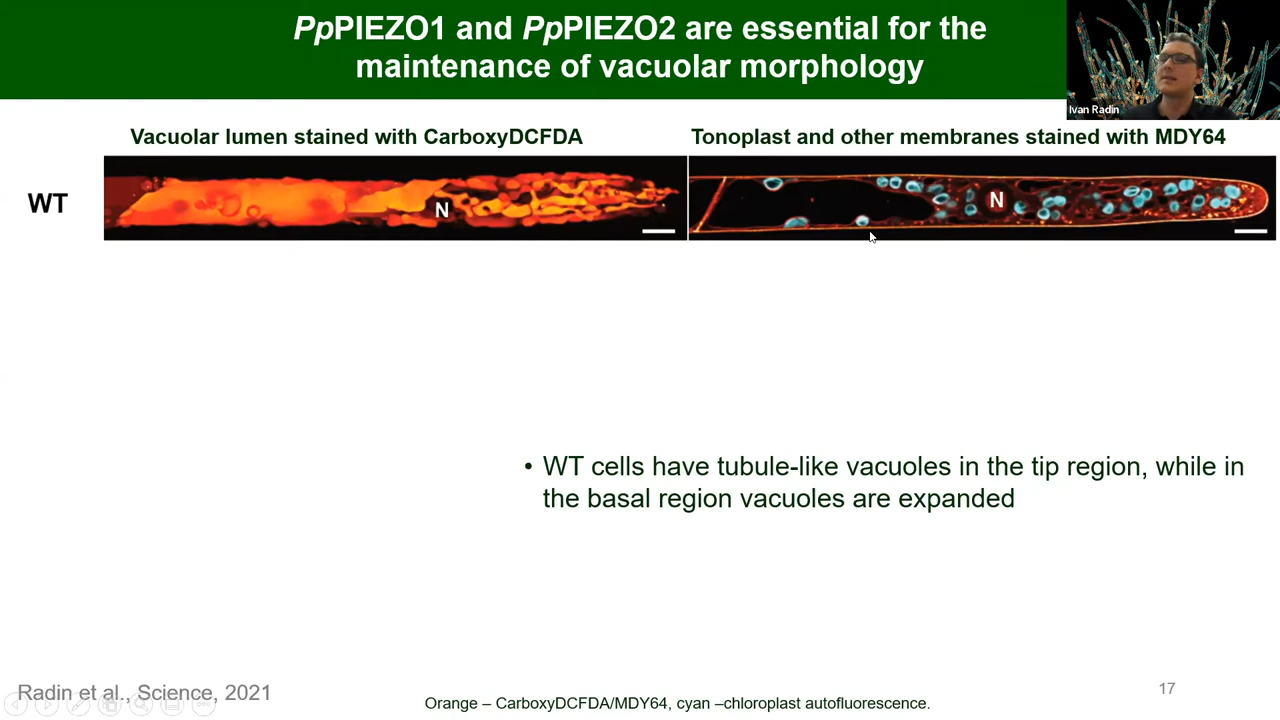 PpPIEZO1 and PpPIEZO2 are essential for the
maintenance of vacuolar morphology
Ivan Radin
Vacuolar lumen stained with CarboxyDCFDA
Tonoplast and other membranes stained with MDY64
WT
N
N
• WT cells have tubule-like vacuoles in the tip region, while in
the basal region vacuoles are expanded
Radin et al., Science, 2021
17
Orange – CarboxyDCFDA/MDY64, cyan –chloroplast autofluorescence.